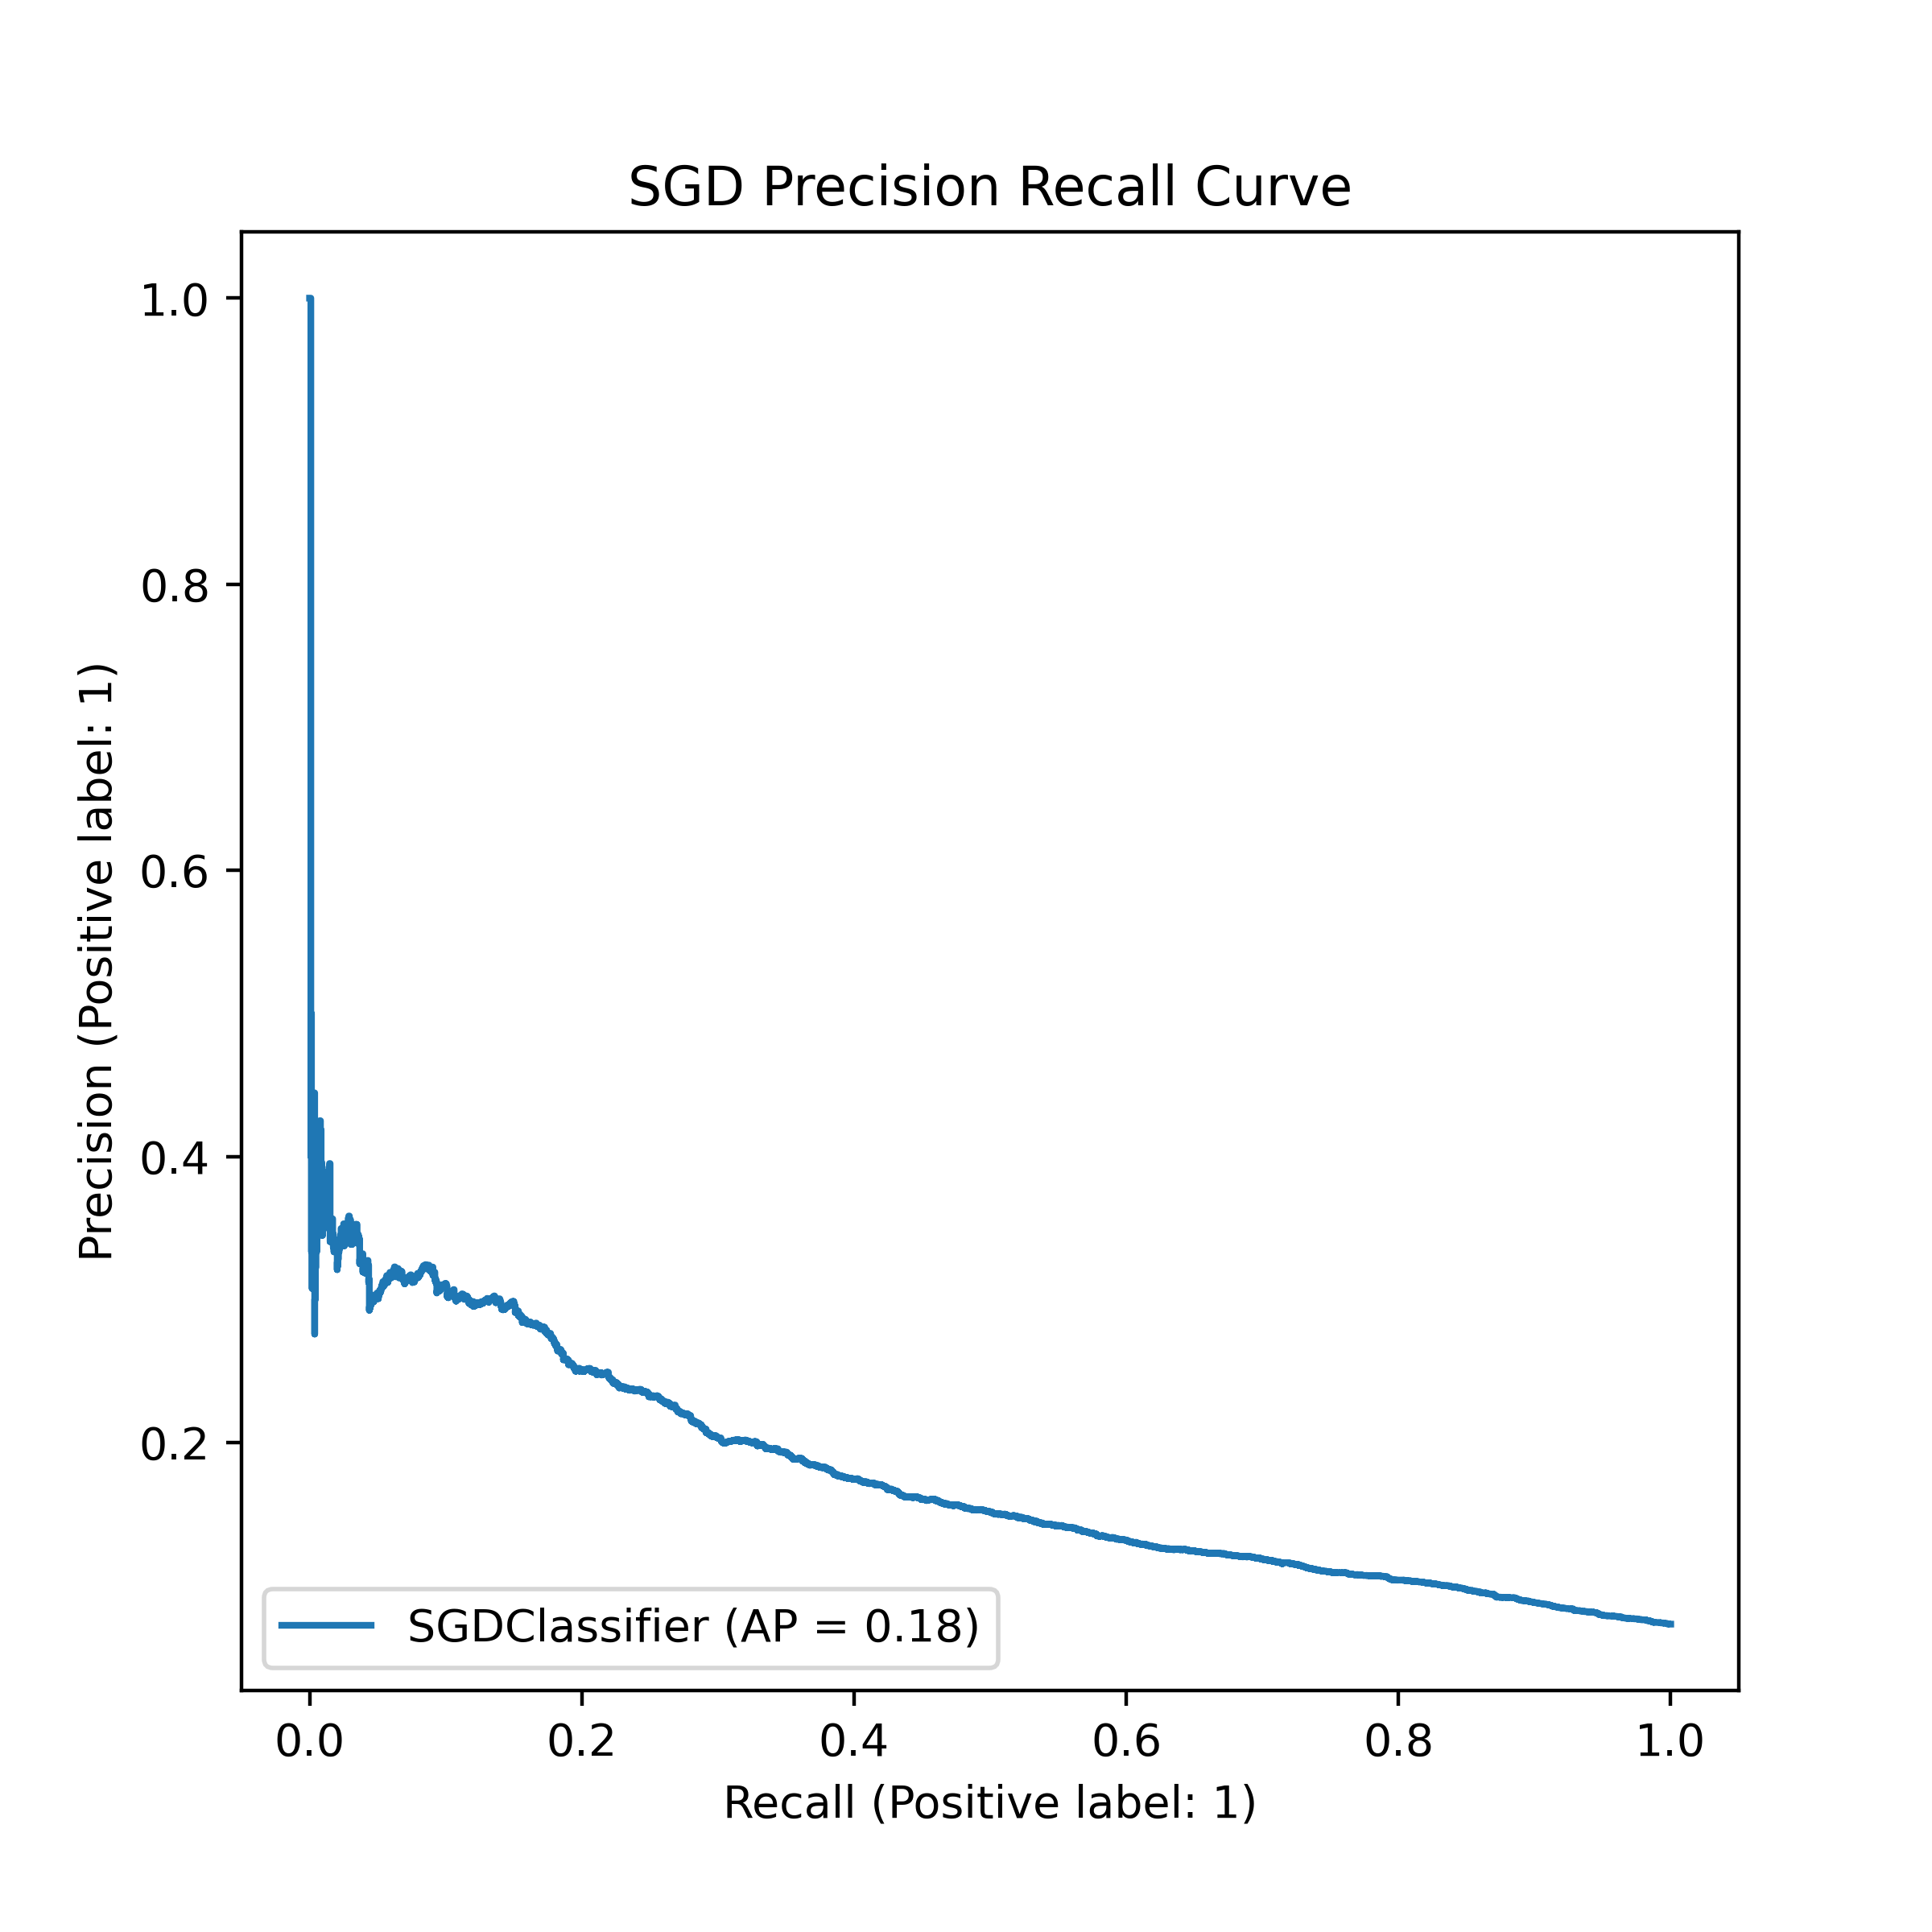 SGD Precision Recall Curve
1.0
0.8
0.6
0.4
0.2
Precision (Positive label: 1)
SGDClassifier (AP = 0.18)
0.0 0.2 0.4 0.6 0.8 1.0
Recall (Positive label: 1)